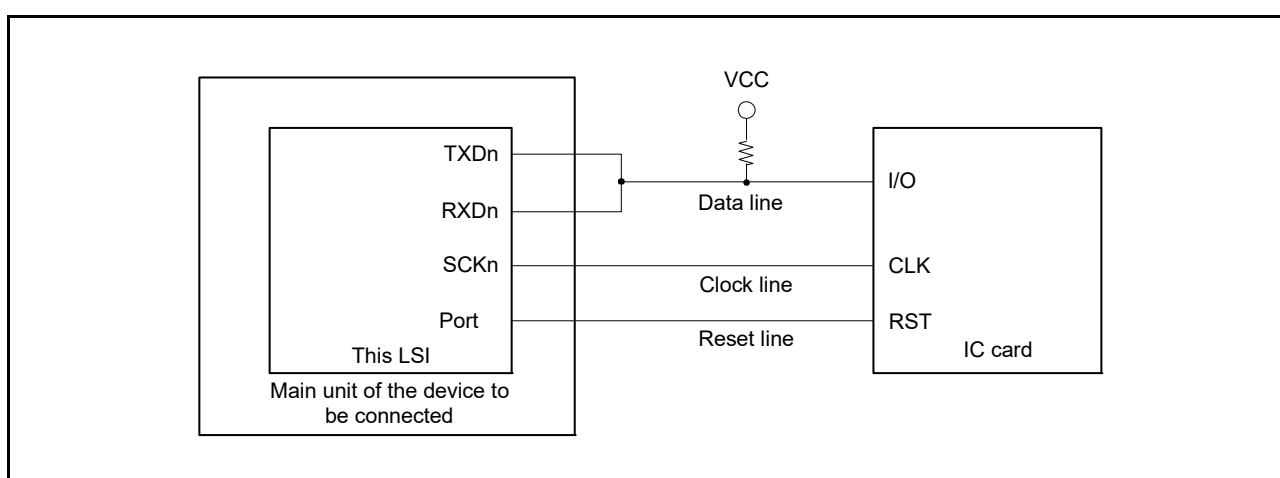 VCC
TXDn
I/O
RXDn
Data line
SCKn
CLK
Clock line
Port
RST
Reset line
This LSI
IC card
Main unit of the device to
be connected